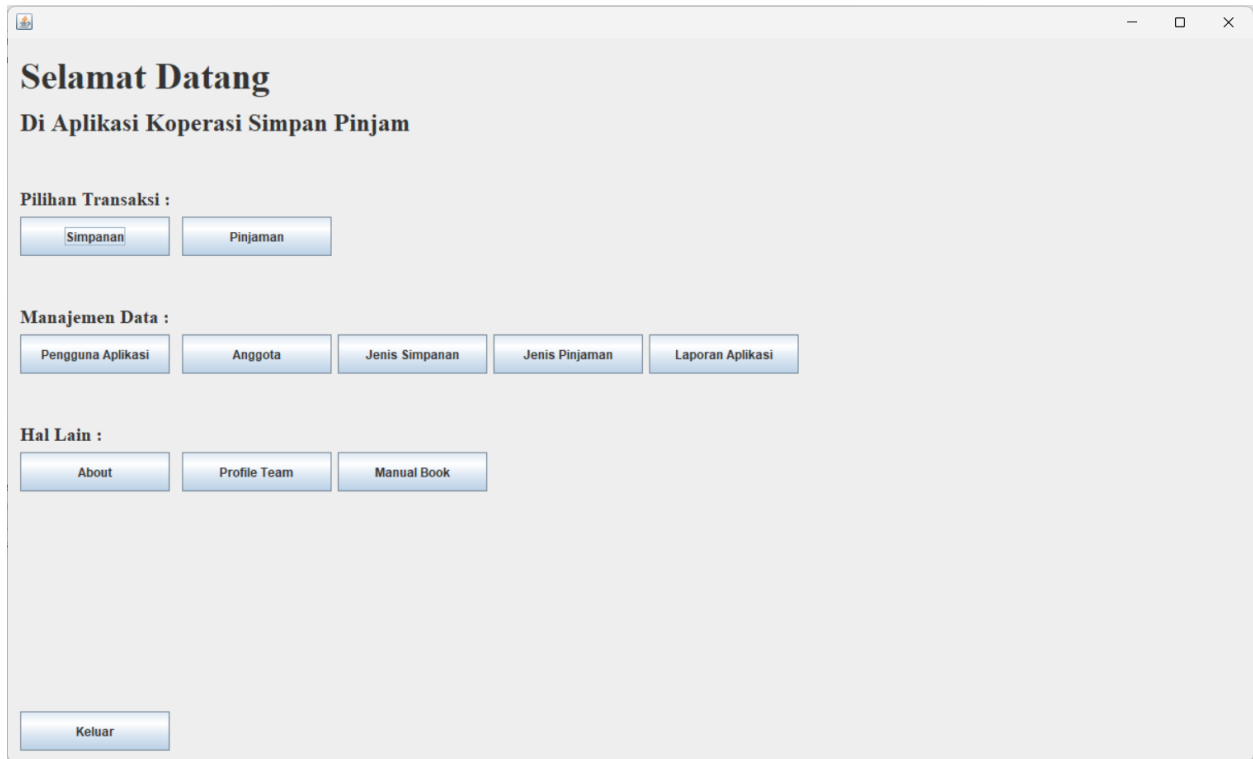 Selamat Datang
Di Aplikasi Koperasi Simpan Pinjam
Pilihan Transaksi :
Simpanan Pinjaman
Manajemen Data :
Pengguna Aplikasi Anggota Jenis Simpanan Jenis Pinjaman Laporan Aplikasi
Hal Lain :
About Profile Team Manual Book
Keluar